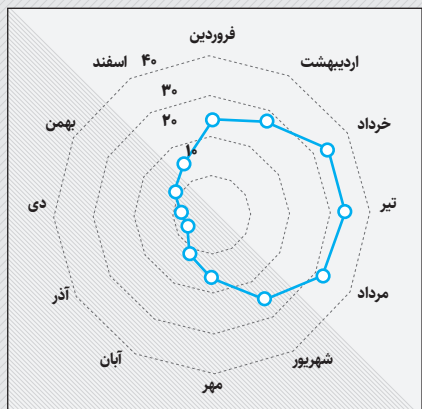 فروردین
اردیبهشت
خرداد
تیر
مرداد
شهریور
مهر
آبان
آذر
دی
بهمن
اسفند
۴۰
۳۰
۲۰
۱۰